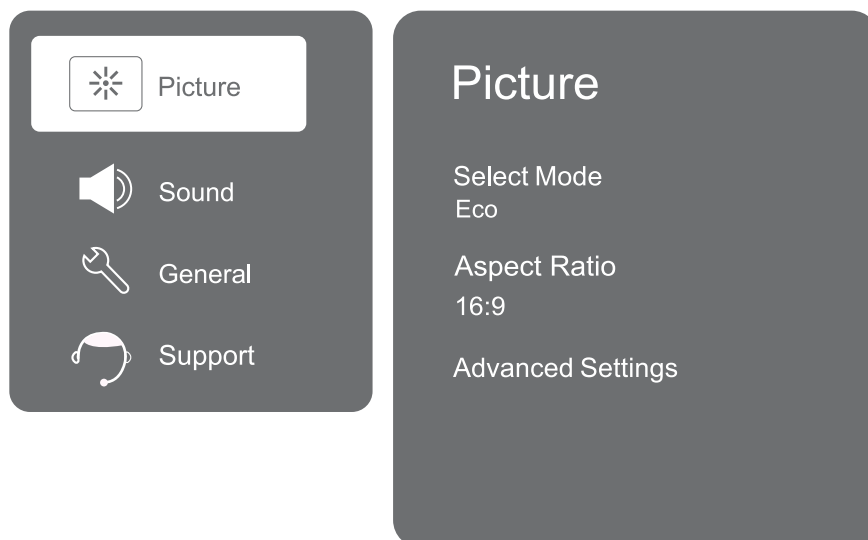 Picture
Sound
General
Support
Picture
Select Mode
Eco
Aspect Ratio
16:9
Advanced Settings